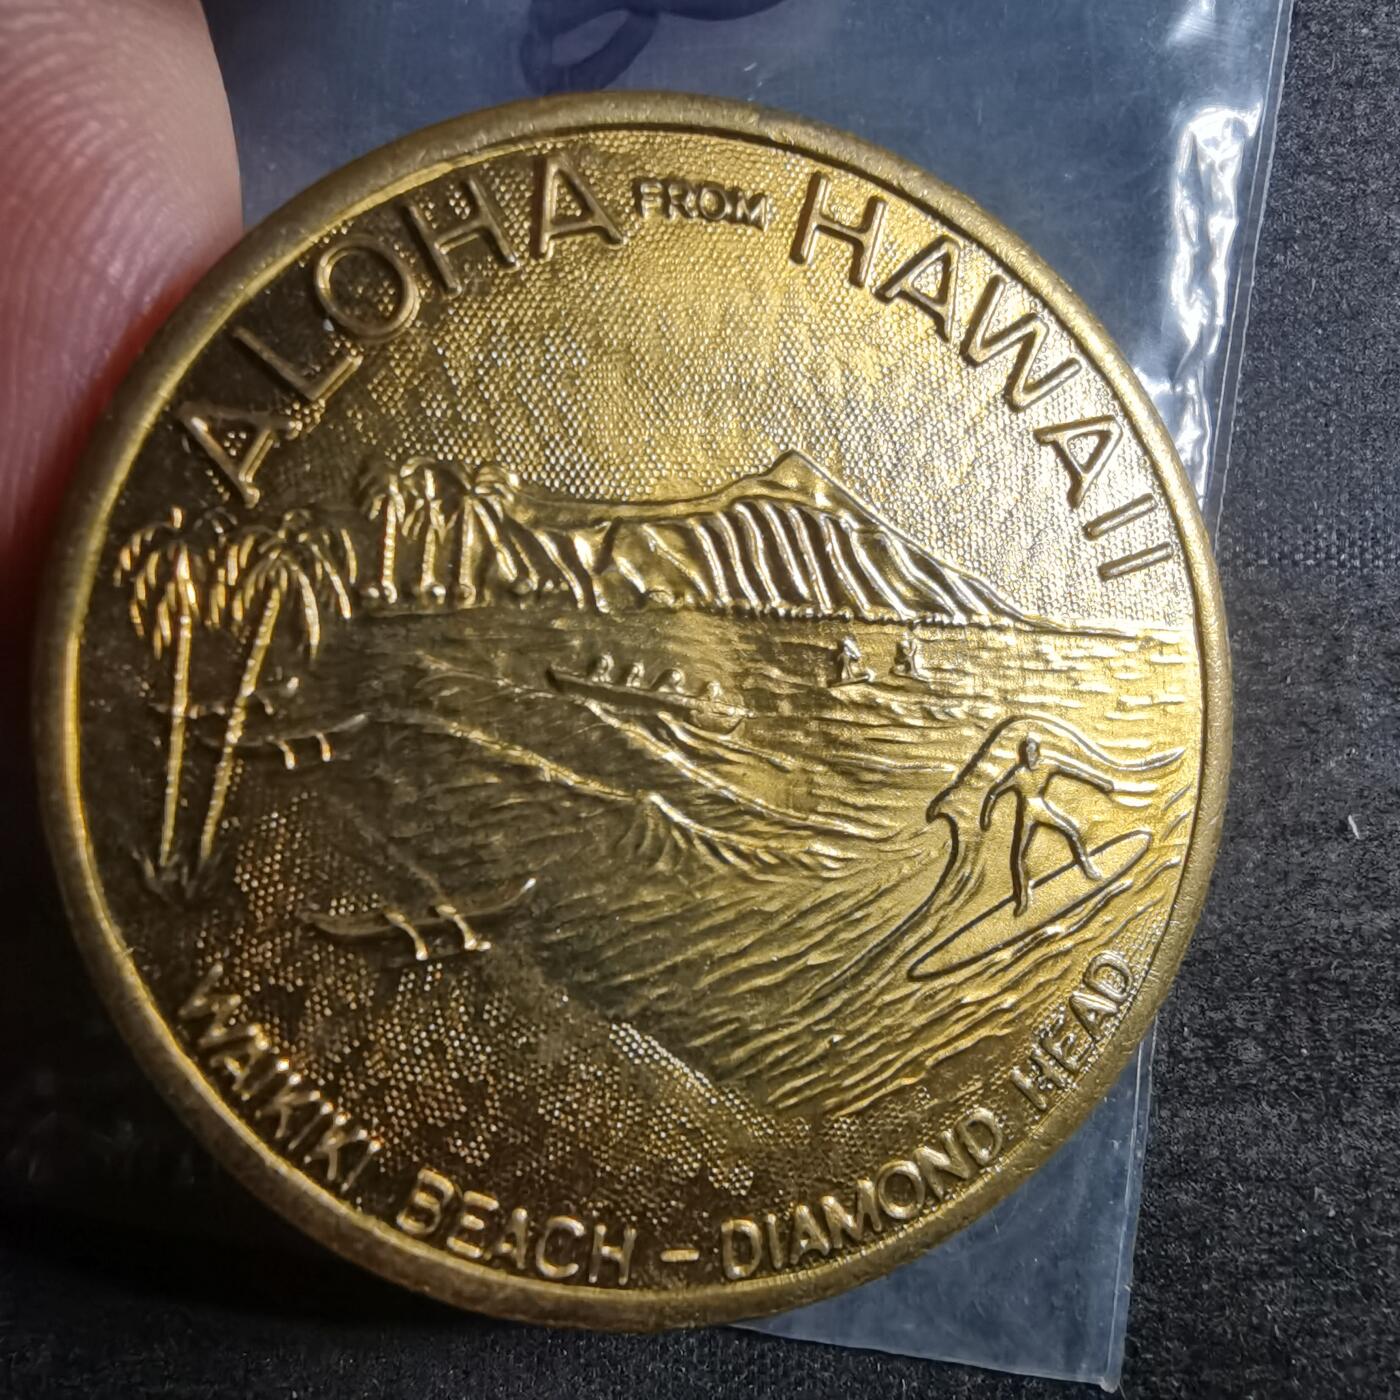 ALOHA FROM HAWAII
WAIKIKI BEACH - DIAMOND HEAD